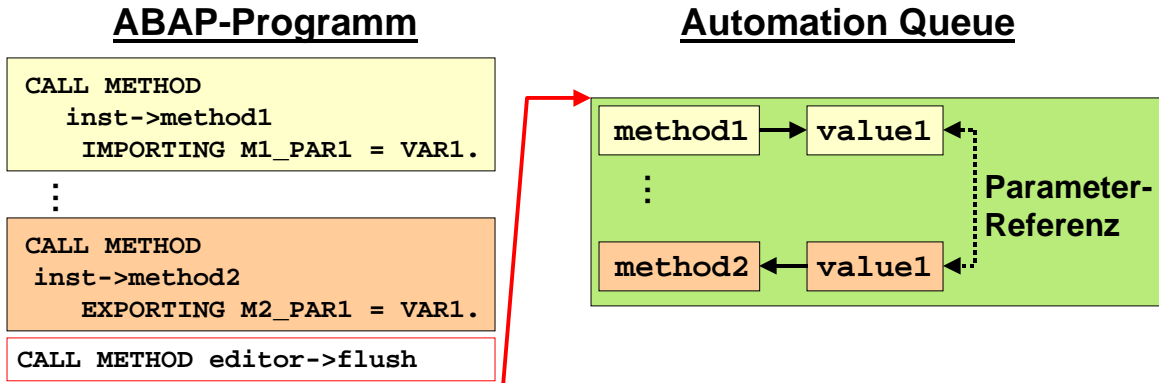 ABAP-Programm
CALL METHOD
inst->method1
IMPORTING M1_PAR1 = VAR1.
⋮
CALL METHOD
inst->method2
EXPORTING M2_PAR1 = VAR1.
CALL METHOD editor->flush
Automation Queue
method1 value1
⋮
Parameter-
Referenz
method2 value1